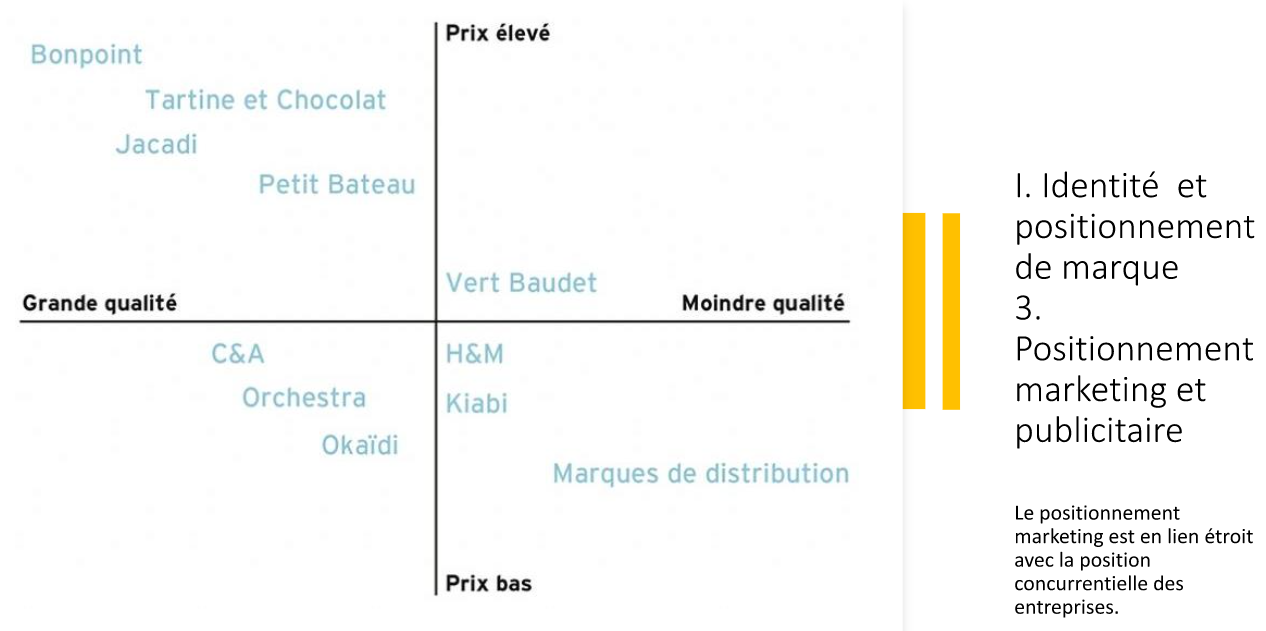 Prix élevé
Bonpoint
Tartine et Chocolat
Jacadi
Petit Bateau
Vert Baudet
Grande qualité
Moindre qualité
C&A
H&M
Orchestra
Kiabi
Okaïdi
Marques de distribution
Prix bas
I. Identité et
positionnement
de marque
3.
Positionnement
marketing et
publicitaire
Le positionnement
marketing est en lien étroit
avec la position
concurrentielle des
entreprises.